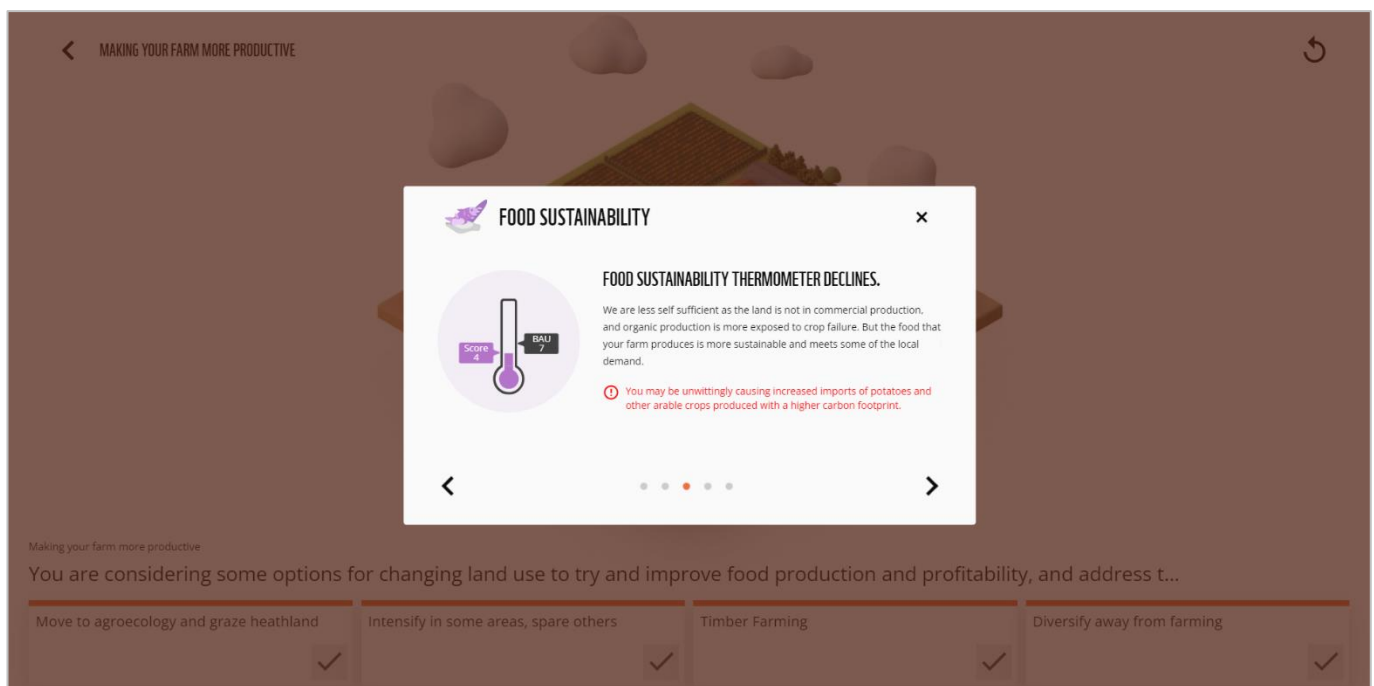 MAKING YOUR FARM MORE PRODUCTIVE
FOOD SUSTAINABILITY
FOOD SUSTAINABILITY THERMOMETER DECLINES.
We are less self sufficient as the land is not in commercial production,
and organic production is more exposed to crop failure. But the food that
your farm produces is more sustainable and meets some of the local
demand.
Score
4
BAU
7
You may be unwittingly causing increased imports of potatoes and
other arable crops produced with a higher carbon footprint.
Making your farm more productive
You are considering some options for changing land use to try and improve food production and profitability, and address t...
Move to agroecology and graze heathland
Intensify in some areas, spare others
Timber Farming
Diversify away from farming